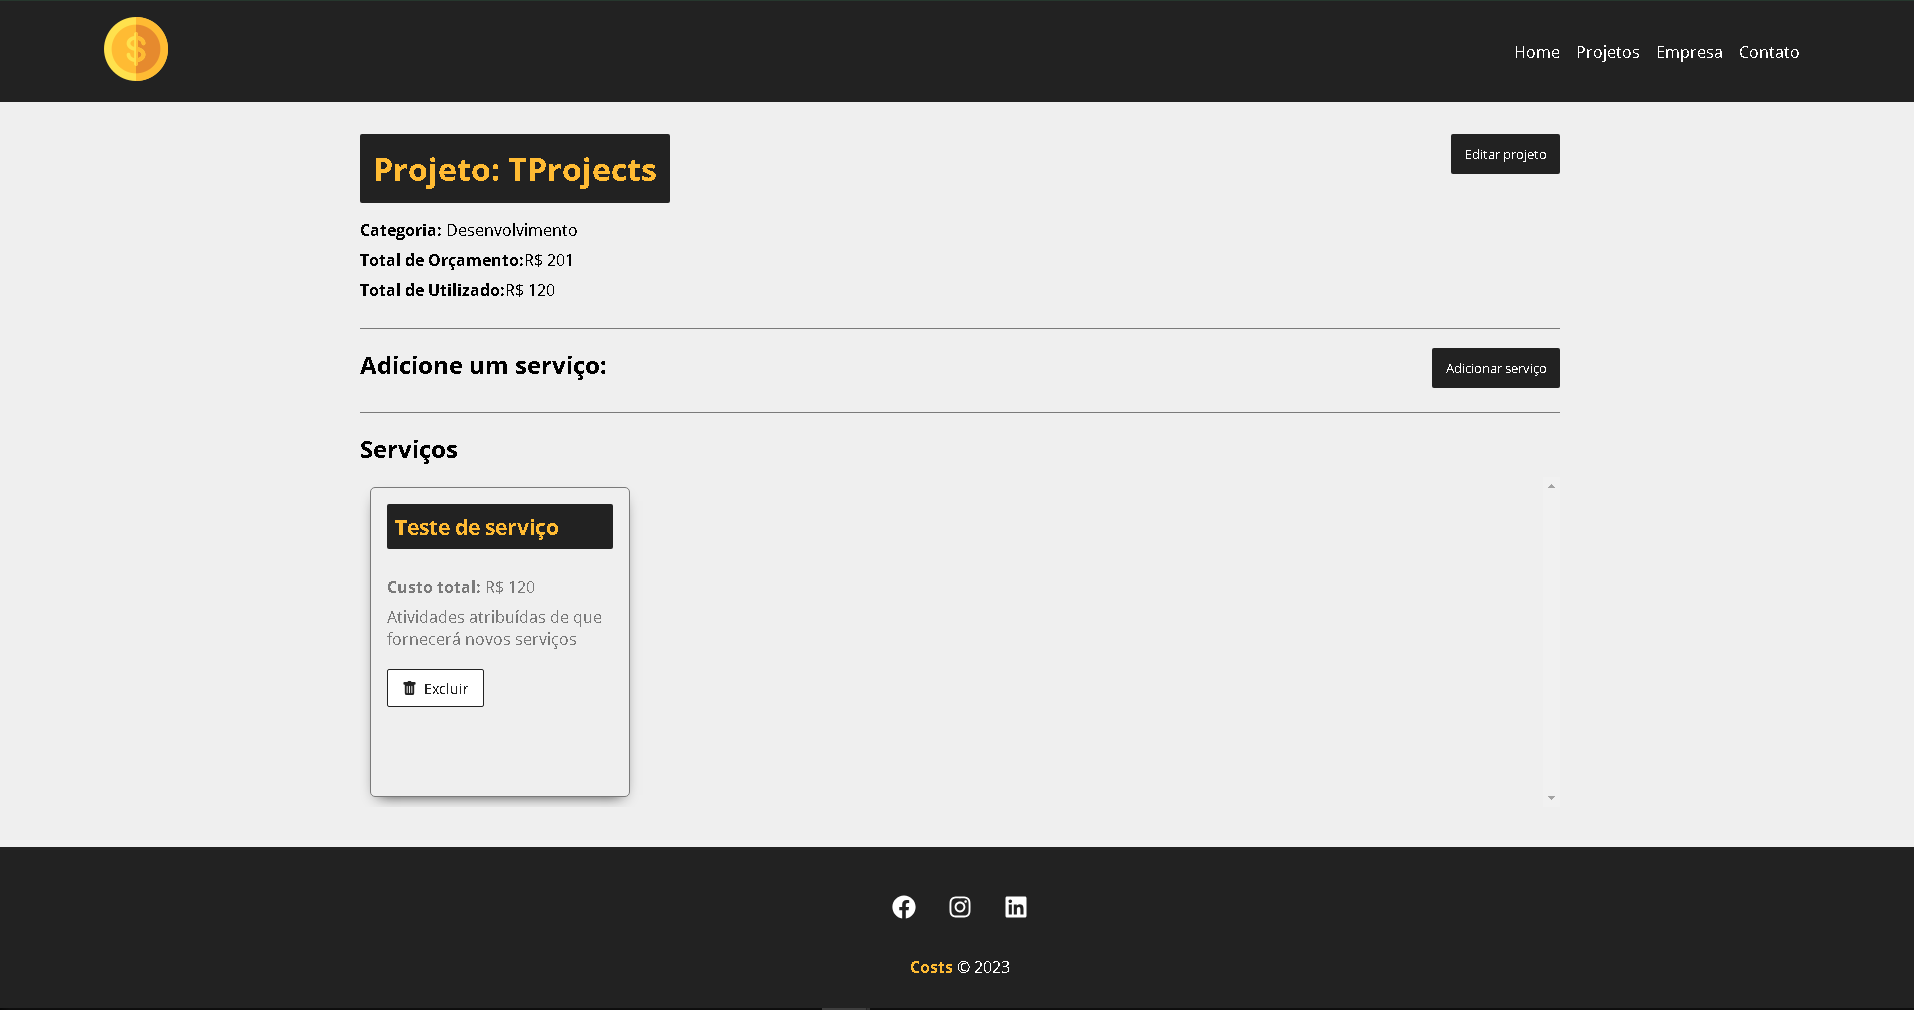 $
Home Projetos Empresa Contato
Projeto: TProjects
Editar projeto
Categoria: Desenvolvimento
Total de Orçamento:R$ 201
Total de Utilizado:R$ 120
Adicione um serviço:
Adicionar serviço
Serviços
Teste de serviço
Custo total: R$ 120
Atividades atribuídas de que
fornecerá novos serviços
Excluir
Costs © 2023